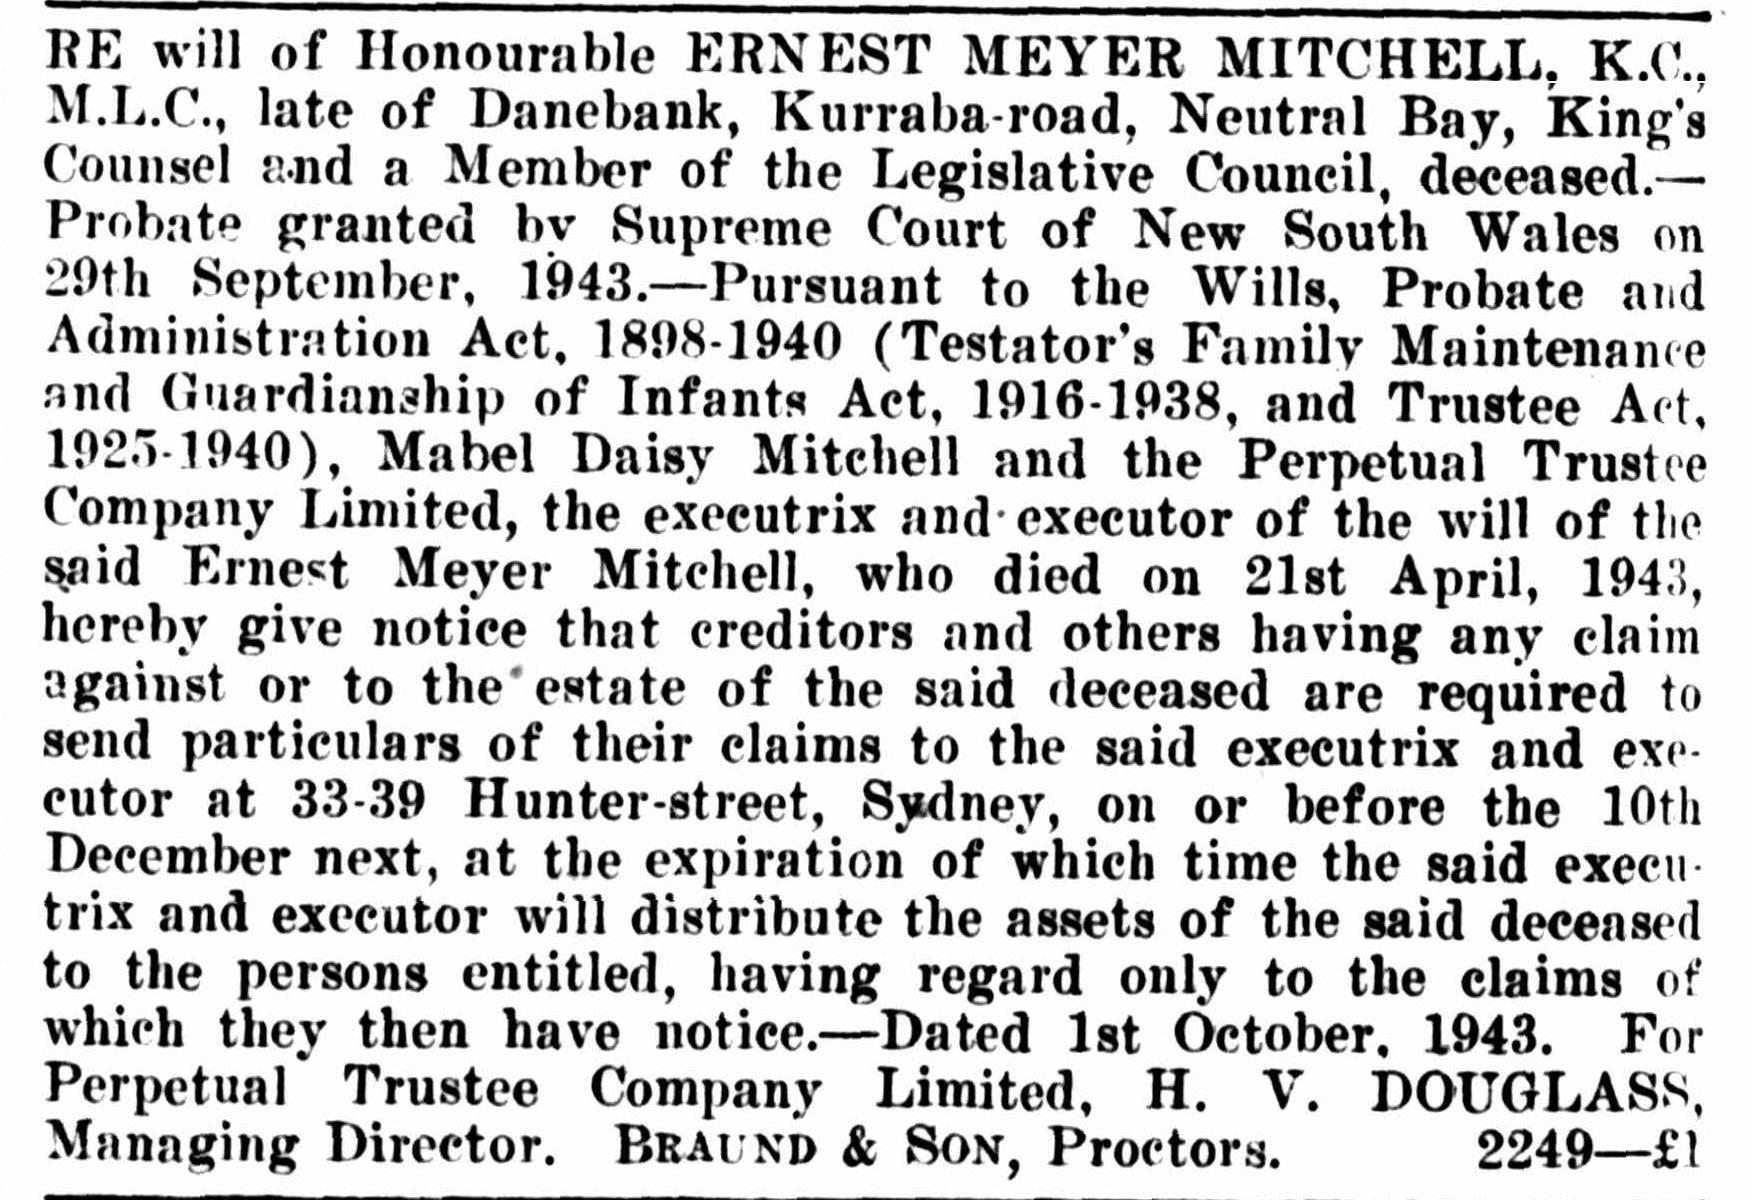 RE will of Honourable ERNEST MEYER MITCHELL, K.C.,
M.L.C., late of Danebank, Kurraba-road, Neutral Bay, King's
Counsel and a Member of the Legislative Council, deceased.—
Probate granted by Supreme Court of New South Wales on
29th September, 1943.—Pursuant to the Wills, Probate and
Administration Act, 1898-1940 (Testator's Family Maintenance
and Guardianship of Infants Act, 1916-1938, and Trustee Act,
1925-1940), Mabel Daisy Mitchell and the Perpetual Trustee
Company Limited, the executrix and executor of the will of the
said Ernest Meyer Mitchell, who died on 21st April, 1943,
hereby give notice that creditors and others having any claim
against or to the estate of the said deceased are required to
send particulars of their claims to the said executrix and exe-
cutor at 33-39 Hunter-street, Sydney, on or before the 10th
December next, at the expiration of which time the said execu-
trix and executor will distribute the assets of the said deceased
to the persons entitled, having regard only to the claims of
which they then have notice.—Dated 1st October, 1943. For
Perpetual Trustee Company Limited, H. V. DOUGLASS,
Managing Director. BRAUND & SON, Proctors. 2249—£1